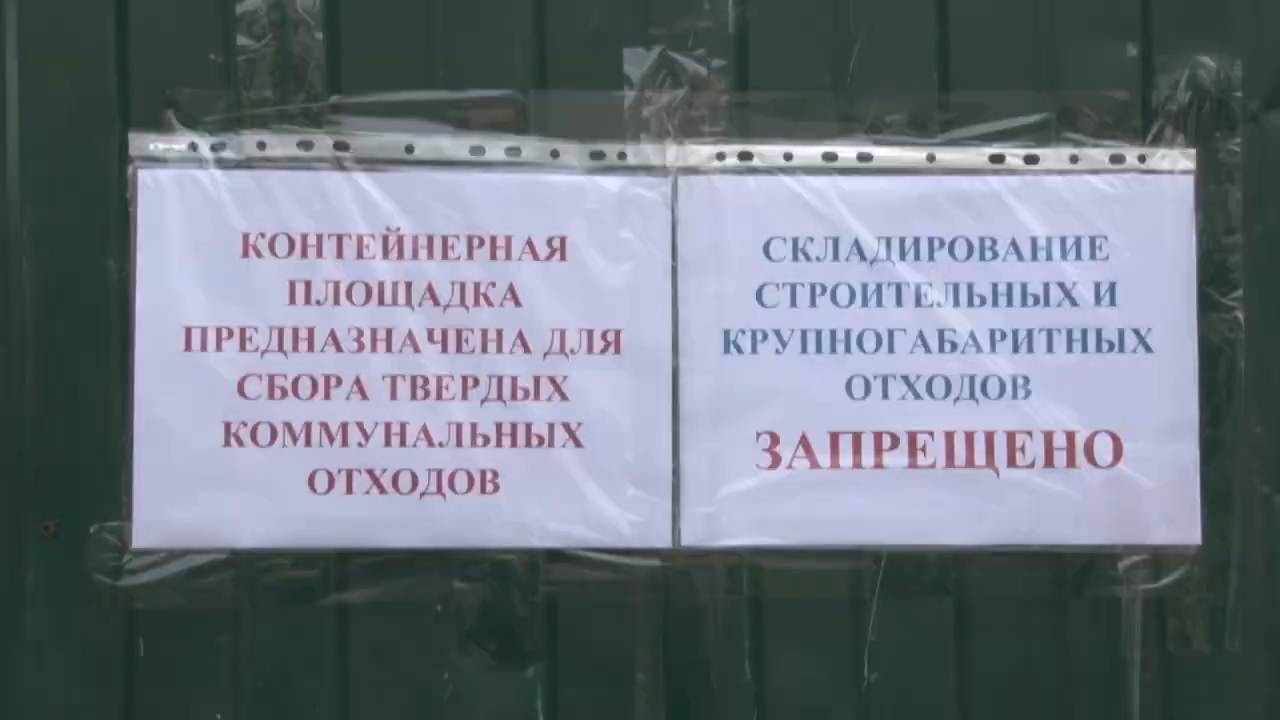 КОНТЕЙНЕРНАЯ
ПЛОЩАДКА
ПРЕДНАЗНАЧЕНА ДЛЯ
СБОРА ТВЕРДЫХ
КОММУНАЛЬНЫХ
ОТХОДОВ
СКЛАДИРОВАНИЕ
СТРОИТЕЛЬНЫХ И
КРУПНОГАБАРИТНЫХ
ОТХОДОВ
ЗАПРЕЩЕНО